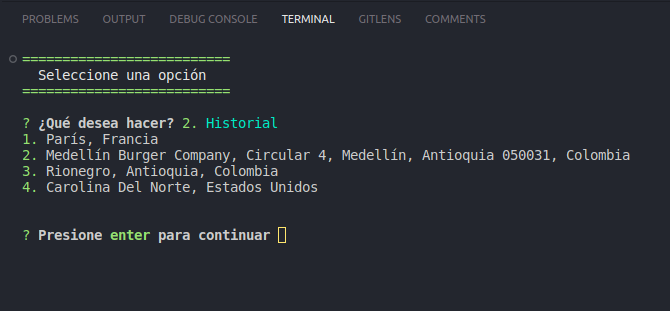 PROBLEMS OUTPUT DEBUG CONSOLE TERMINAL GITLENS COMMENTS
==========================
Seleccione una opción
==========================
? ¿Qué desea hacer? 2. Historial
1. París, Francia
2. Medellín Burger Company, Circular 4, Medellín, Antioquia 050031, Colombia
3. Rionegro, Antioquia, Colombia
4. Carolina Del Norte, Estados Unidos
? Presione enter para continuar